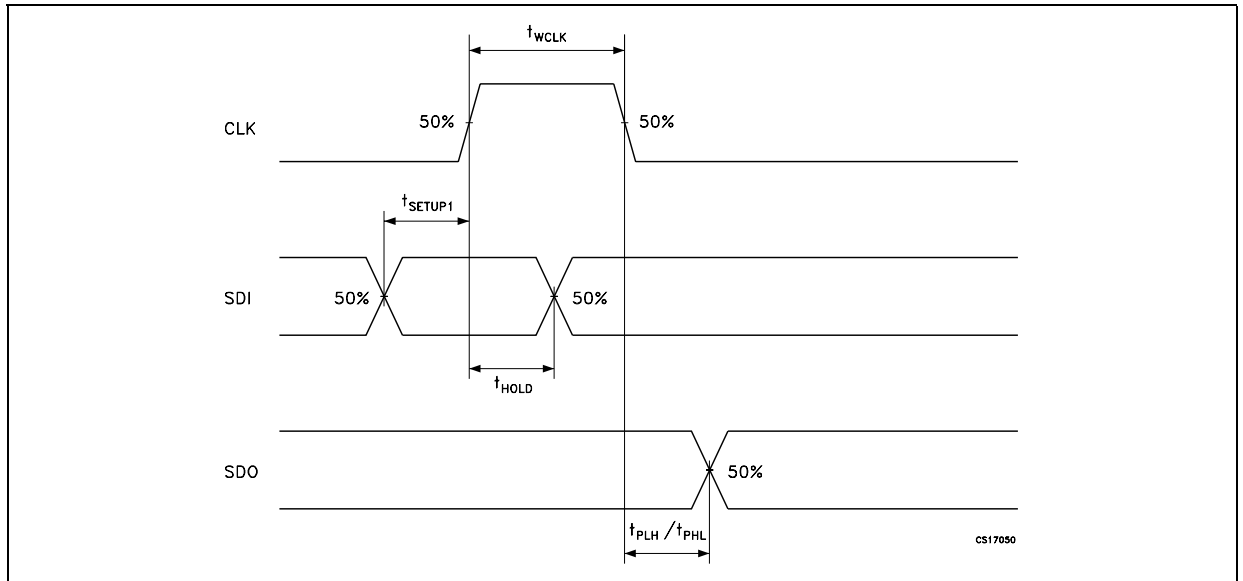 tWCLK
CLK
50%
50%
tSETUP1
SDI
50%
50%
tHOLD
SDO
50%
tPLH /tPHL
CS17050